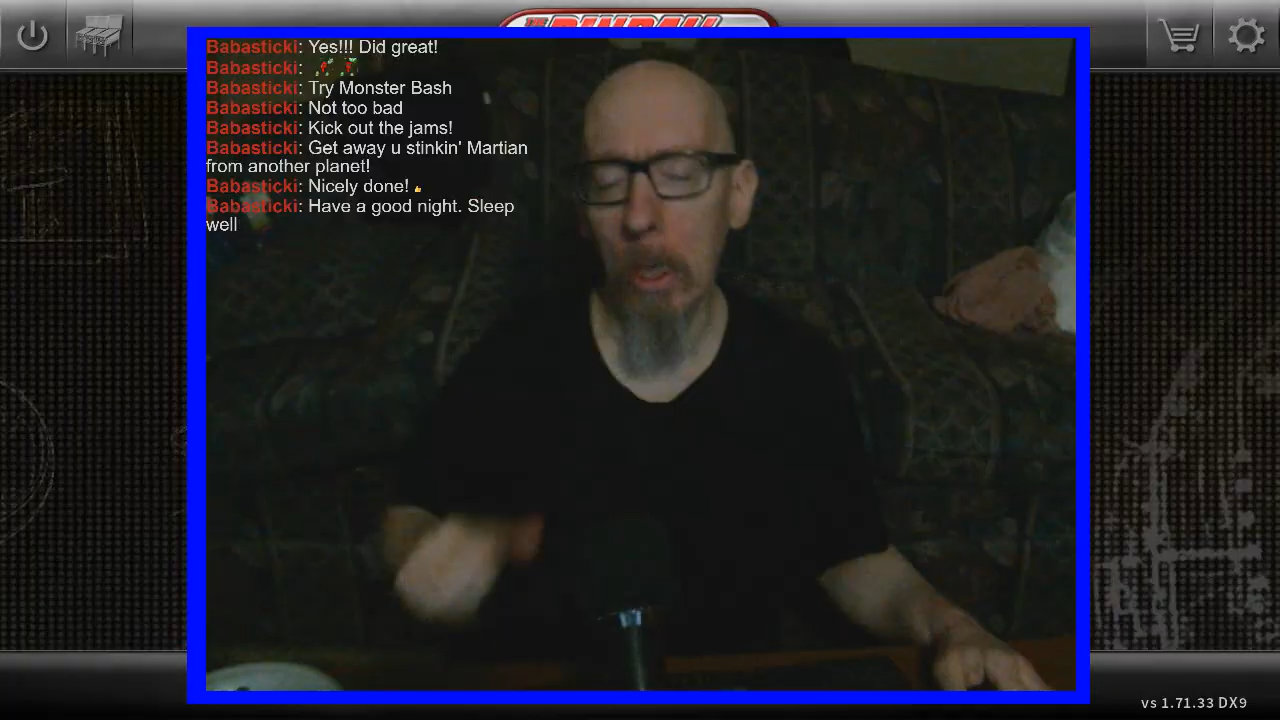 THE PINBALL
Babasticki: Yes!!! Did great!
Babasticki:
Babasticki: Try Monster Bash
Babasticki: Not too bad
Babasticki: Kick out the jams!
Babasticki: Get away u stinkin' Martian
from another planet!
Babasticki: Nicely done!
Babasticki: Have a good night. Sleep
well
vs 1.71.33 DX9